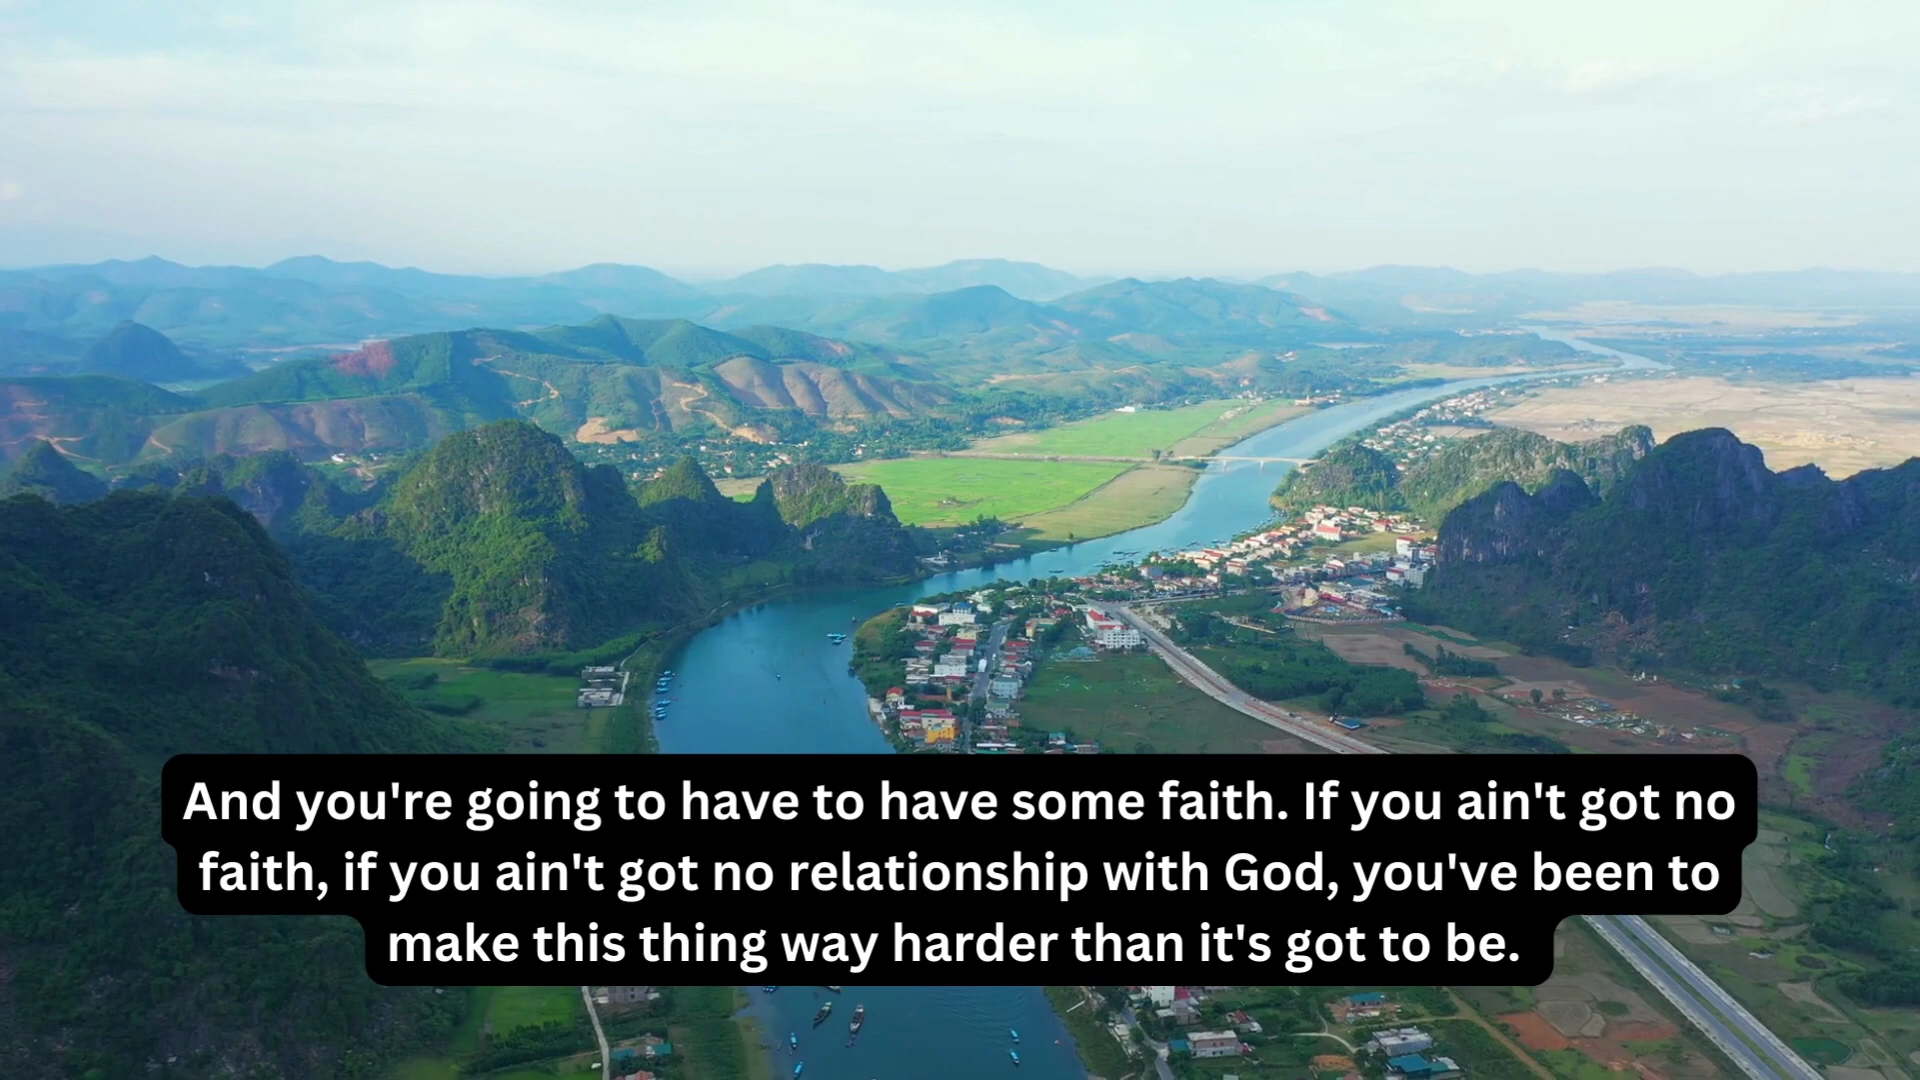 And you're going to have to have some faith. If you ain't got no
faith, if you ain't got no relationship with God, you've been to
make this thing way harder than it's got to be.